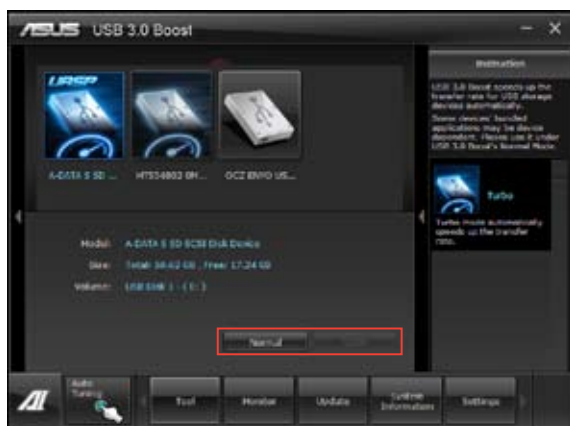 ASUS USB 3.0 Boost
Instruction
USB 3.0 Boost speeds up the
transfer rate for USB storage
devices automatically.
Some devices' bundled
applications may be device
dependent. Please use it under
USB 3.0 Boost's Normal Mode.
UASP
A-DATA S SD ...
OCZ ENYO US...
Turbo
Turbo mode automatically
speeds up the transfer
rate.
Model: A-DATA S SD SCSI Disk Device
Size: Total: GB , Free: 17.24 GB
Volume: USB Disk
Normal
AI
Auto
Tuning
Tool
Monitor
Update
System
Information
Settings